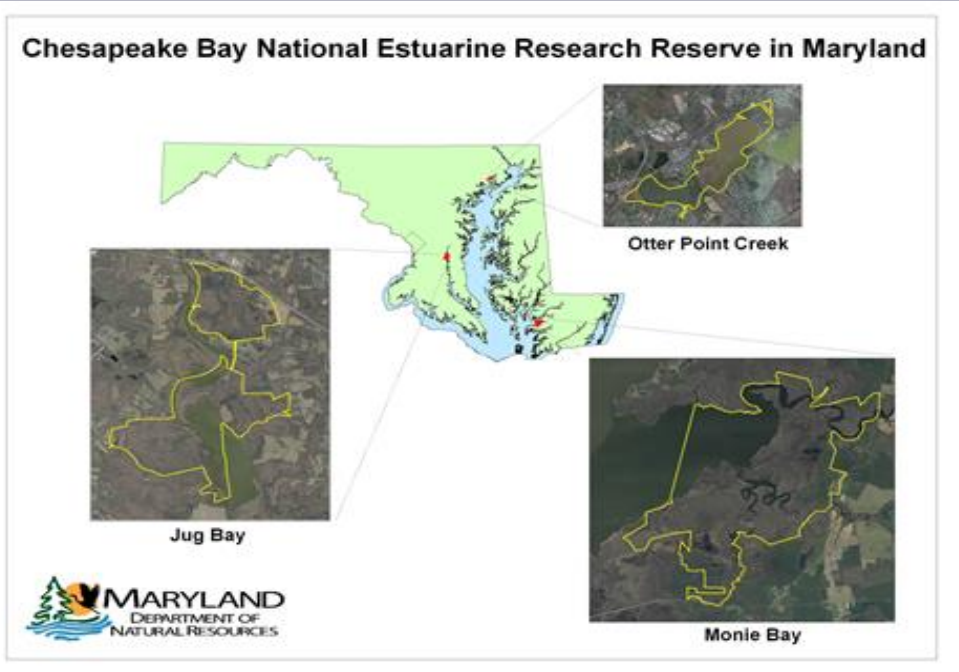 Chesapeake Bay National Estuarine Research Reserve in Maryland
Otter Point Creek
Jug Bay
Monie Bay
MARYLAND
DEPARTMENT OF
NATURAL RESOURCES